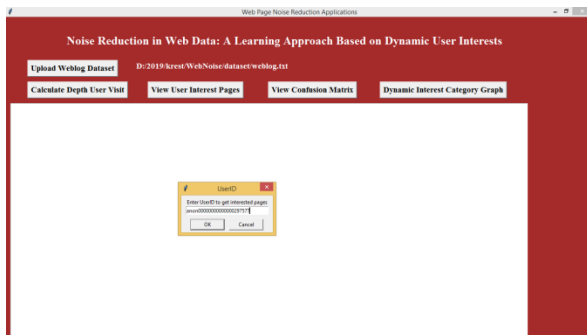 Web Page Noise Reduction Applications
Noise Reduction in Web Data: A Learning Approach Based on Dynamic User Interests
Upload Weblog Dataset
D:/2019/krest/WebNoise/dataset/weblog.txt
Calculate Depth User Visit
View User Interest Pages
View Confusion Matrix
Dynamic Interest Category Graph
UserID
Enter UserID to get interested pages
OK
Cancel